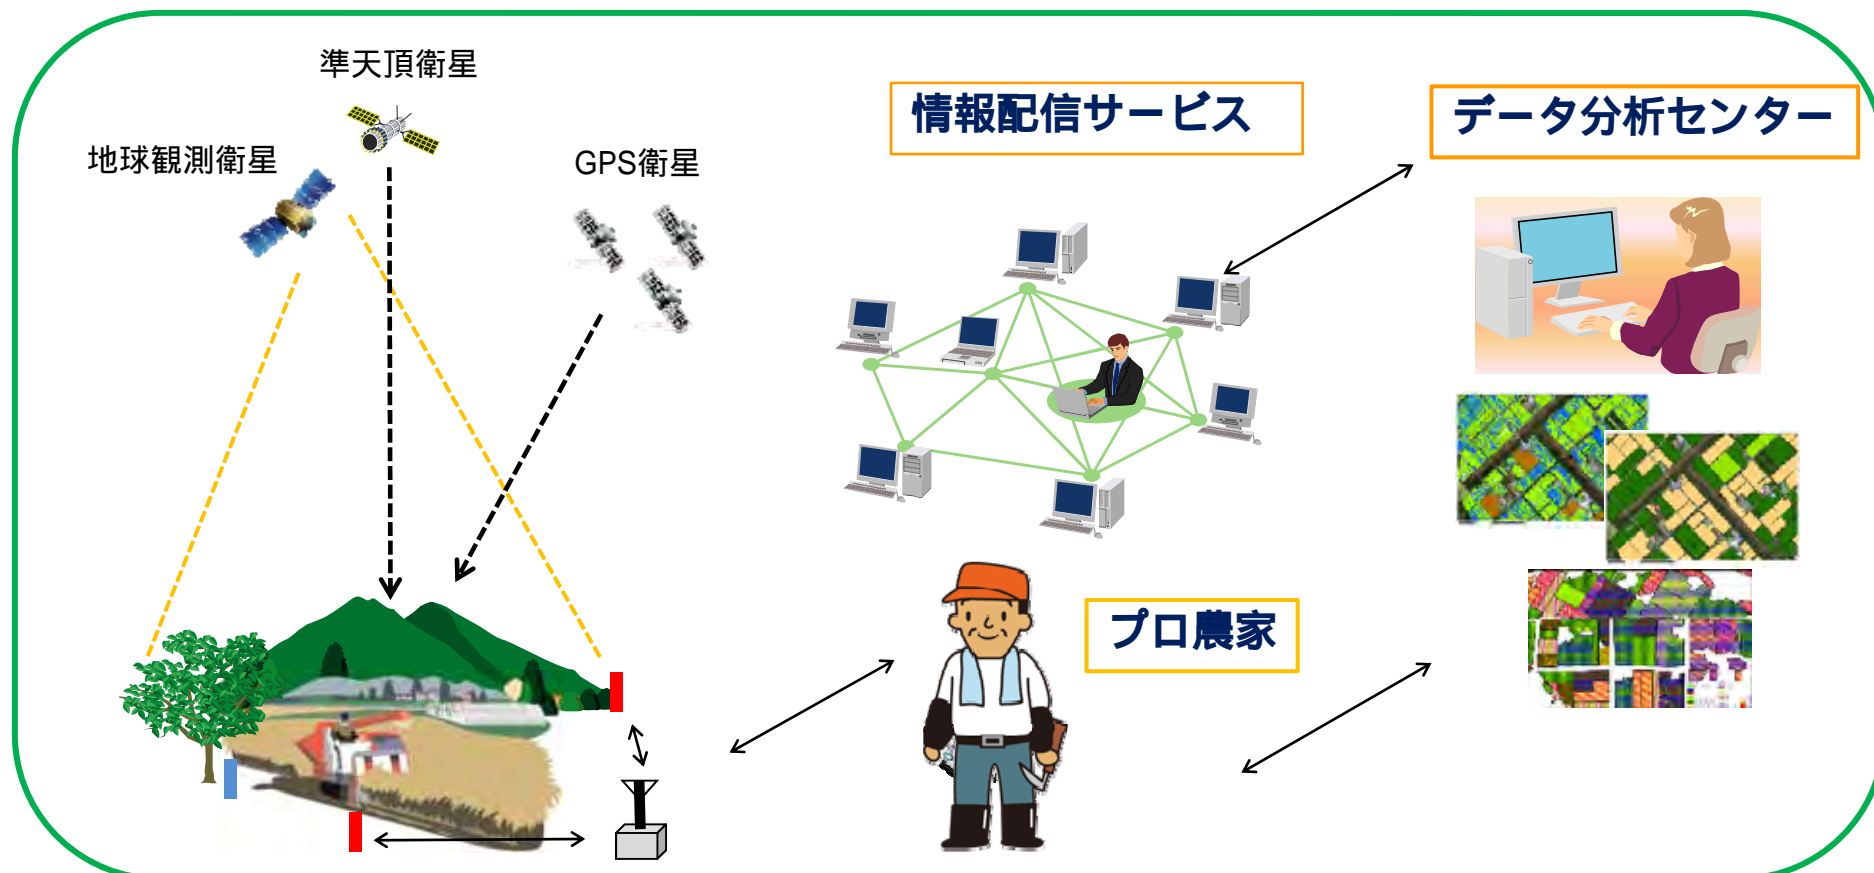 準天頂衛星
地球観測衛星
GPS衛星
情報配信サービス
データ分析センター
プロ農家